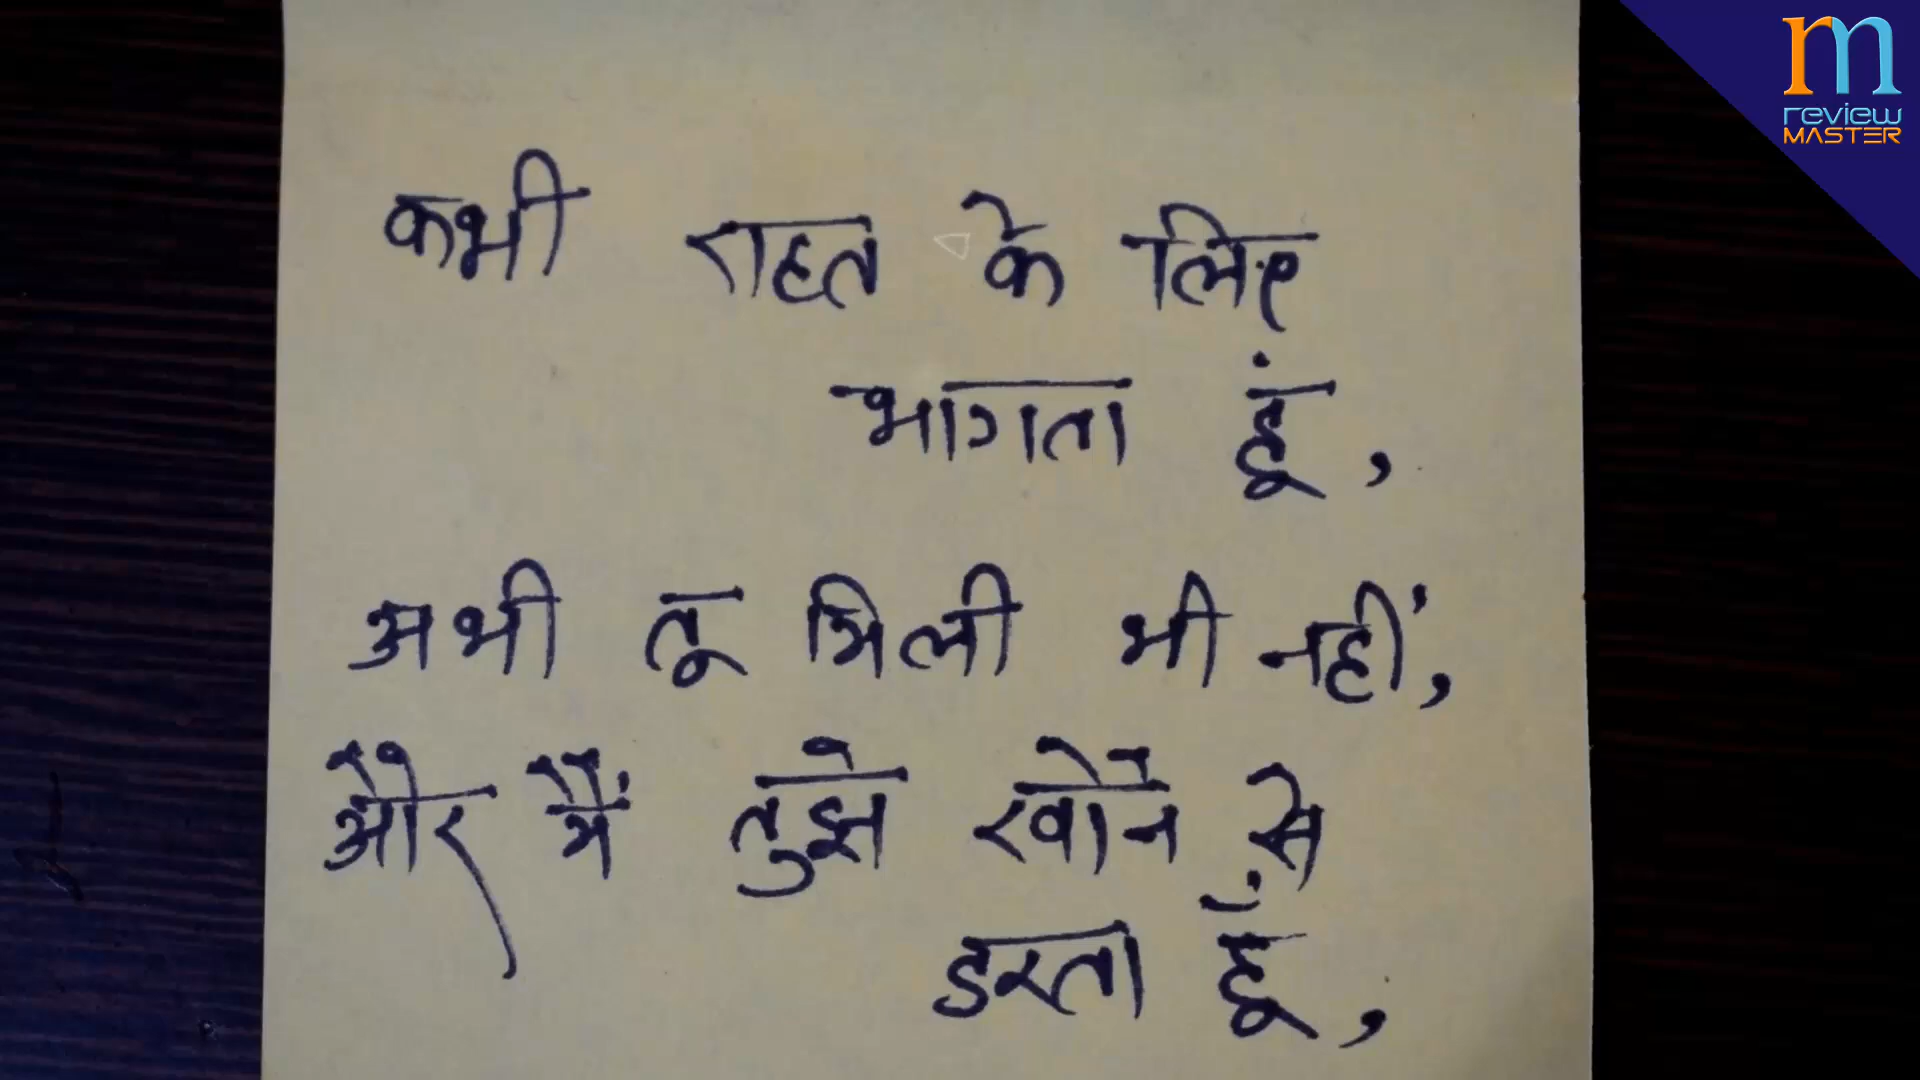 कभी राहत के लिए
भागता हूं,
अभी तू मिली भी नहीं,
और मैं तुझे खोने से
डरता हूं,
m
review
MASTER